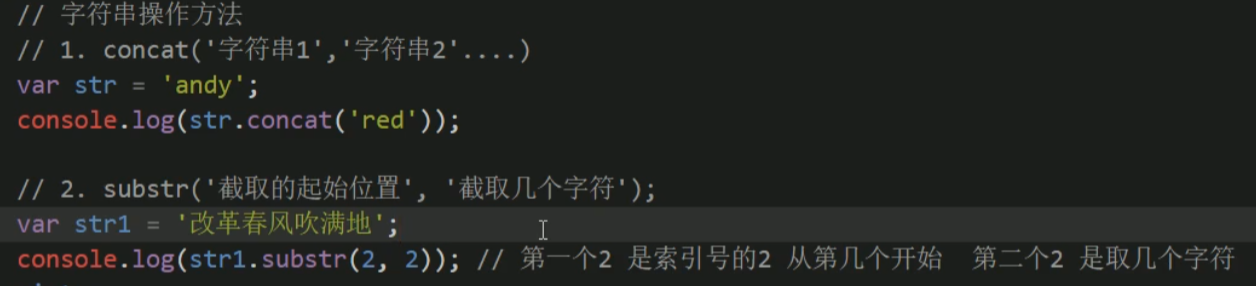 // 字符串操作方法
// 1. concat('字符串1','字符串2'....)
var str = 'andy';
console.log(str.concat('red'));
// 2. substr('截取的起始位置', '截取几个字符');
var str1 = '改革春风吹满地';
console.log(str1.substr(2, 2)); // 第一个2 是索引号的2 从第几个开始  第二个2 是取几个字符